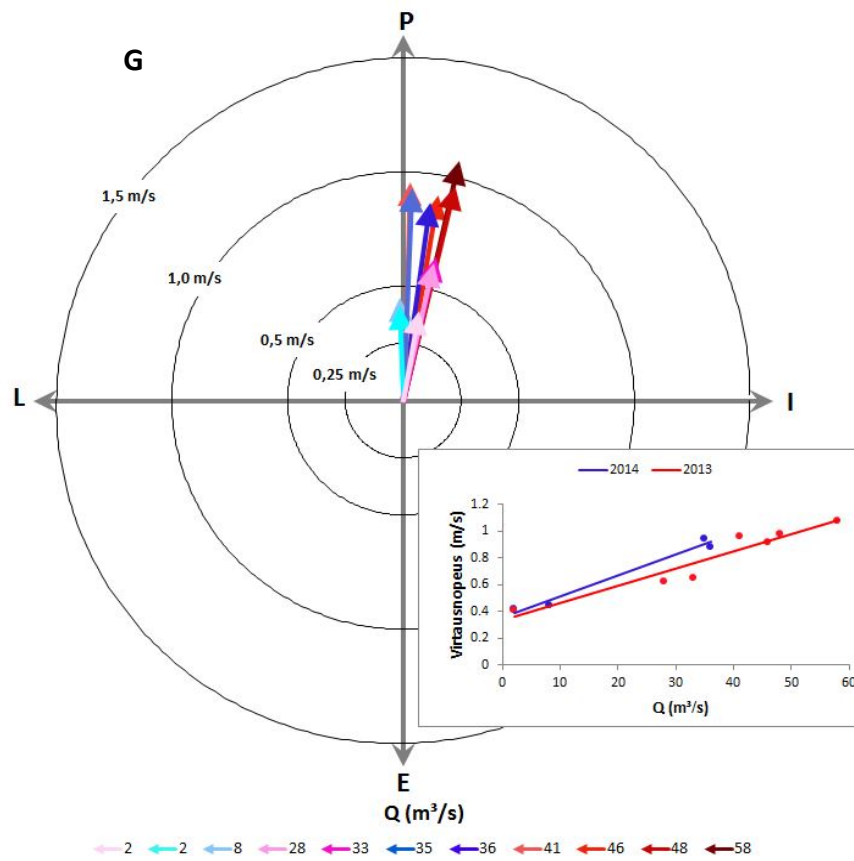 P
G
1,5 m/s
1,0 m/s
0,5 m/s
0,25 m/s
L
I
2014 2013
1.2
1
0.8
0.6
0.4
0.2
0
Virtausnopeus (m/s)
0 10 20 30 40 50 60
Q (m³/s)
E
Q (m³/s)
2 2 8 28 33 35 36 41 46 48 58